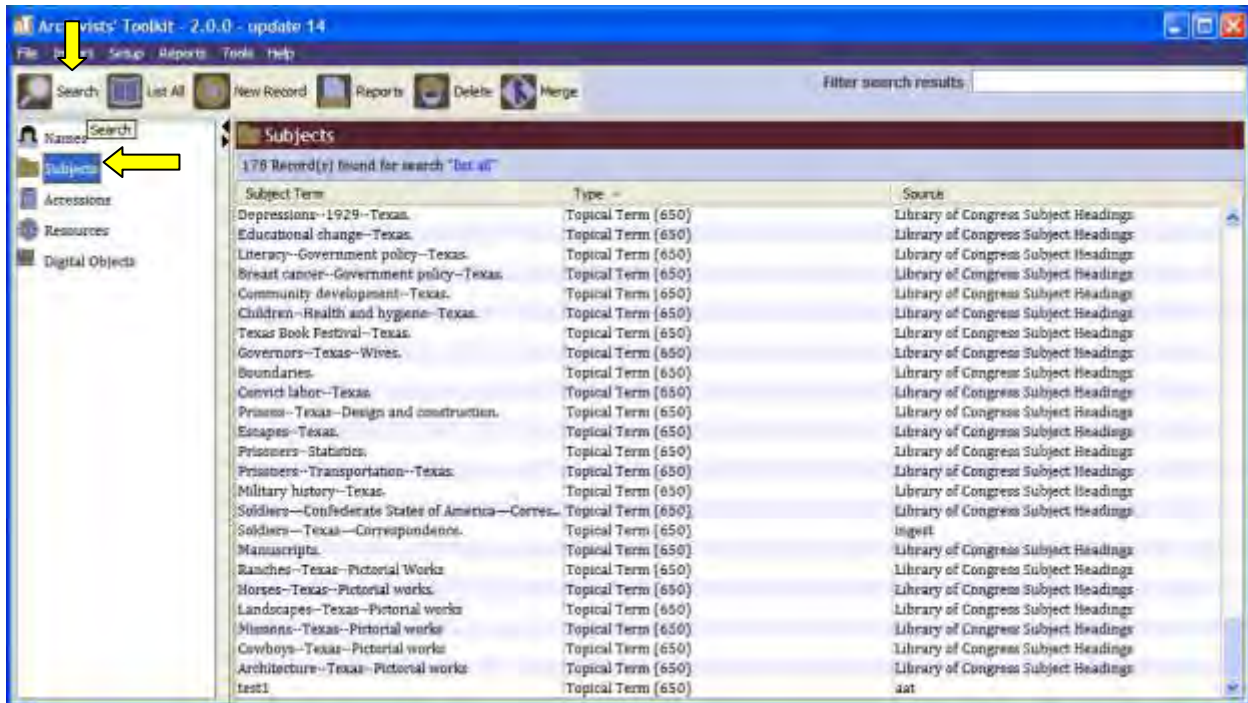 Archivists' Toolkit - 2.0.0 - update 14
File Import Setup Reports Tools Help
Search List All New Record Reports Delete Merge Filter search results
Names Search
Subjects
Accessions
Resources
Digital Objects
Subjects
178 Record(s) found for search "list all"
Subject Term Type Source
Depressions--1929--Texas. Topical Term (650) Library of Congress Subject Headings
Educational change--Texas. Topical Term (650) Library of Congress Subject Headings
Literacy--Government policy--Texas. Topical Term (650) Library of Congress Subject Headings
Breast cancer--Government policy--Texas. Topical Term (650) Library of Congress Subject Headings
Community development--Texas. Topical Term (650) Library of Congress Subject Headings
Children--Health and hygiene--Texas. Topical Term (650) Library of Congress Subject Headings
Texas Book Festival--Texas. Topical Term (650) Library of Congress Subject Headings
Governors--Texas--Wives. Topical Term (650) Library of Congress Subject Headings
Boundaries. Topical Term (650) Library of Congress Subject Headings
Convict labor--Texas. Topical Term (650) Library of Congress Subject Headings
Prisons--Texas--Design and construction. Topical Term (650) Library of Congress Subject Headings
Escapes--Texas. Topical Term (650) Library of Congress Subject Headings
Prisoners--Statistics. Topical Term (650) Library of Congress Subject Headings
Prisoners--Transportation--Texas. Topical Term (650) Library of Congress Subject Headings
Military history--Texas. Topical Term (650) Library of Congress Subject Headings
Soldiers—Confederate States of America—Corres... Topical Term (650) Library of Congress Subject Headings
Soldiers—Texas—Correspondence. Topical Term (650) ingest
Manuscripts. Topical Term (650) Library of Congress Subject Headings
Ranches--Texas--Pictorial Works Topical Term (650) Library of Congress Subject Headings
Horses--Texas--Pictorial works. Topical Term (650) Library of Congress Subject Headings
Landscapes--Texas--Pictorial works Topical Term (650) Library of Congress Subject Headings
Missions--Texas--Pictorial works Topical Term (650) Library of Congress Subject Headings
Cowboys--Texas--Pictorial works Topical Term (650) Library of Congress Subject Headings
Architecture--Texas--Pictorial works Topical Term (650) Library of Congress Subject Headings
test1 Topical Term (650) aat